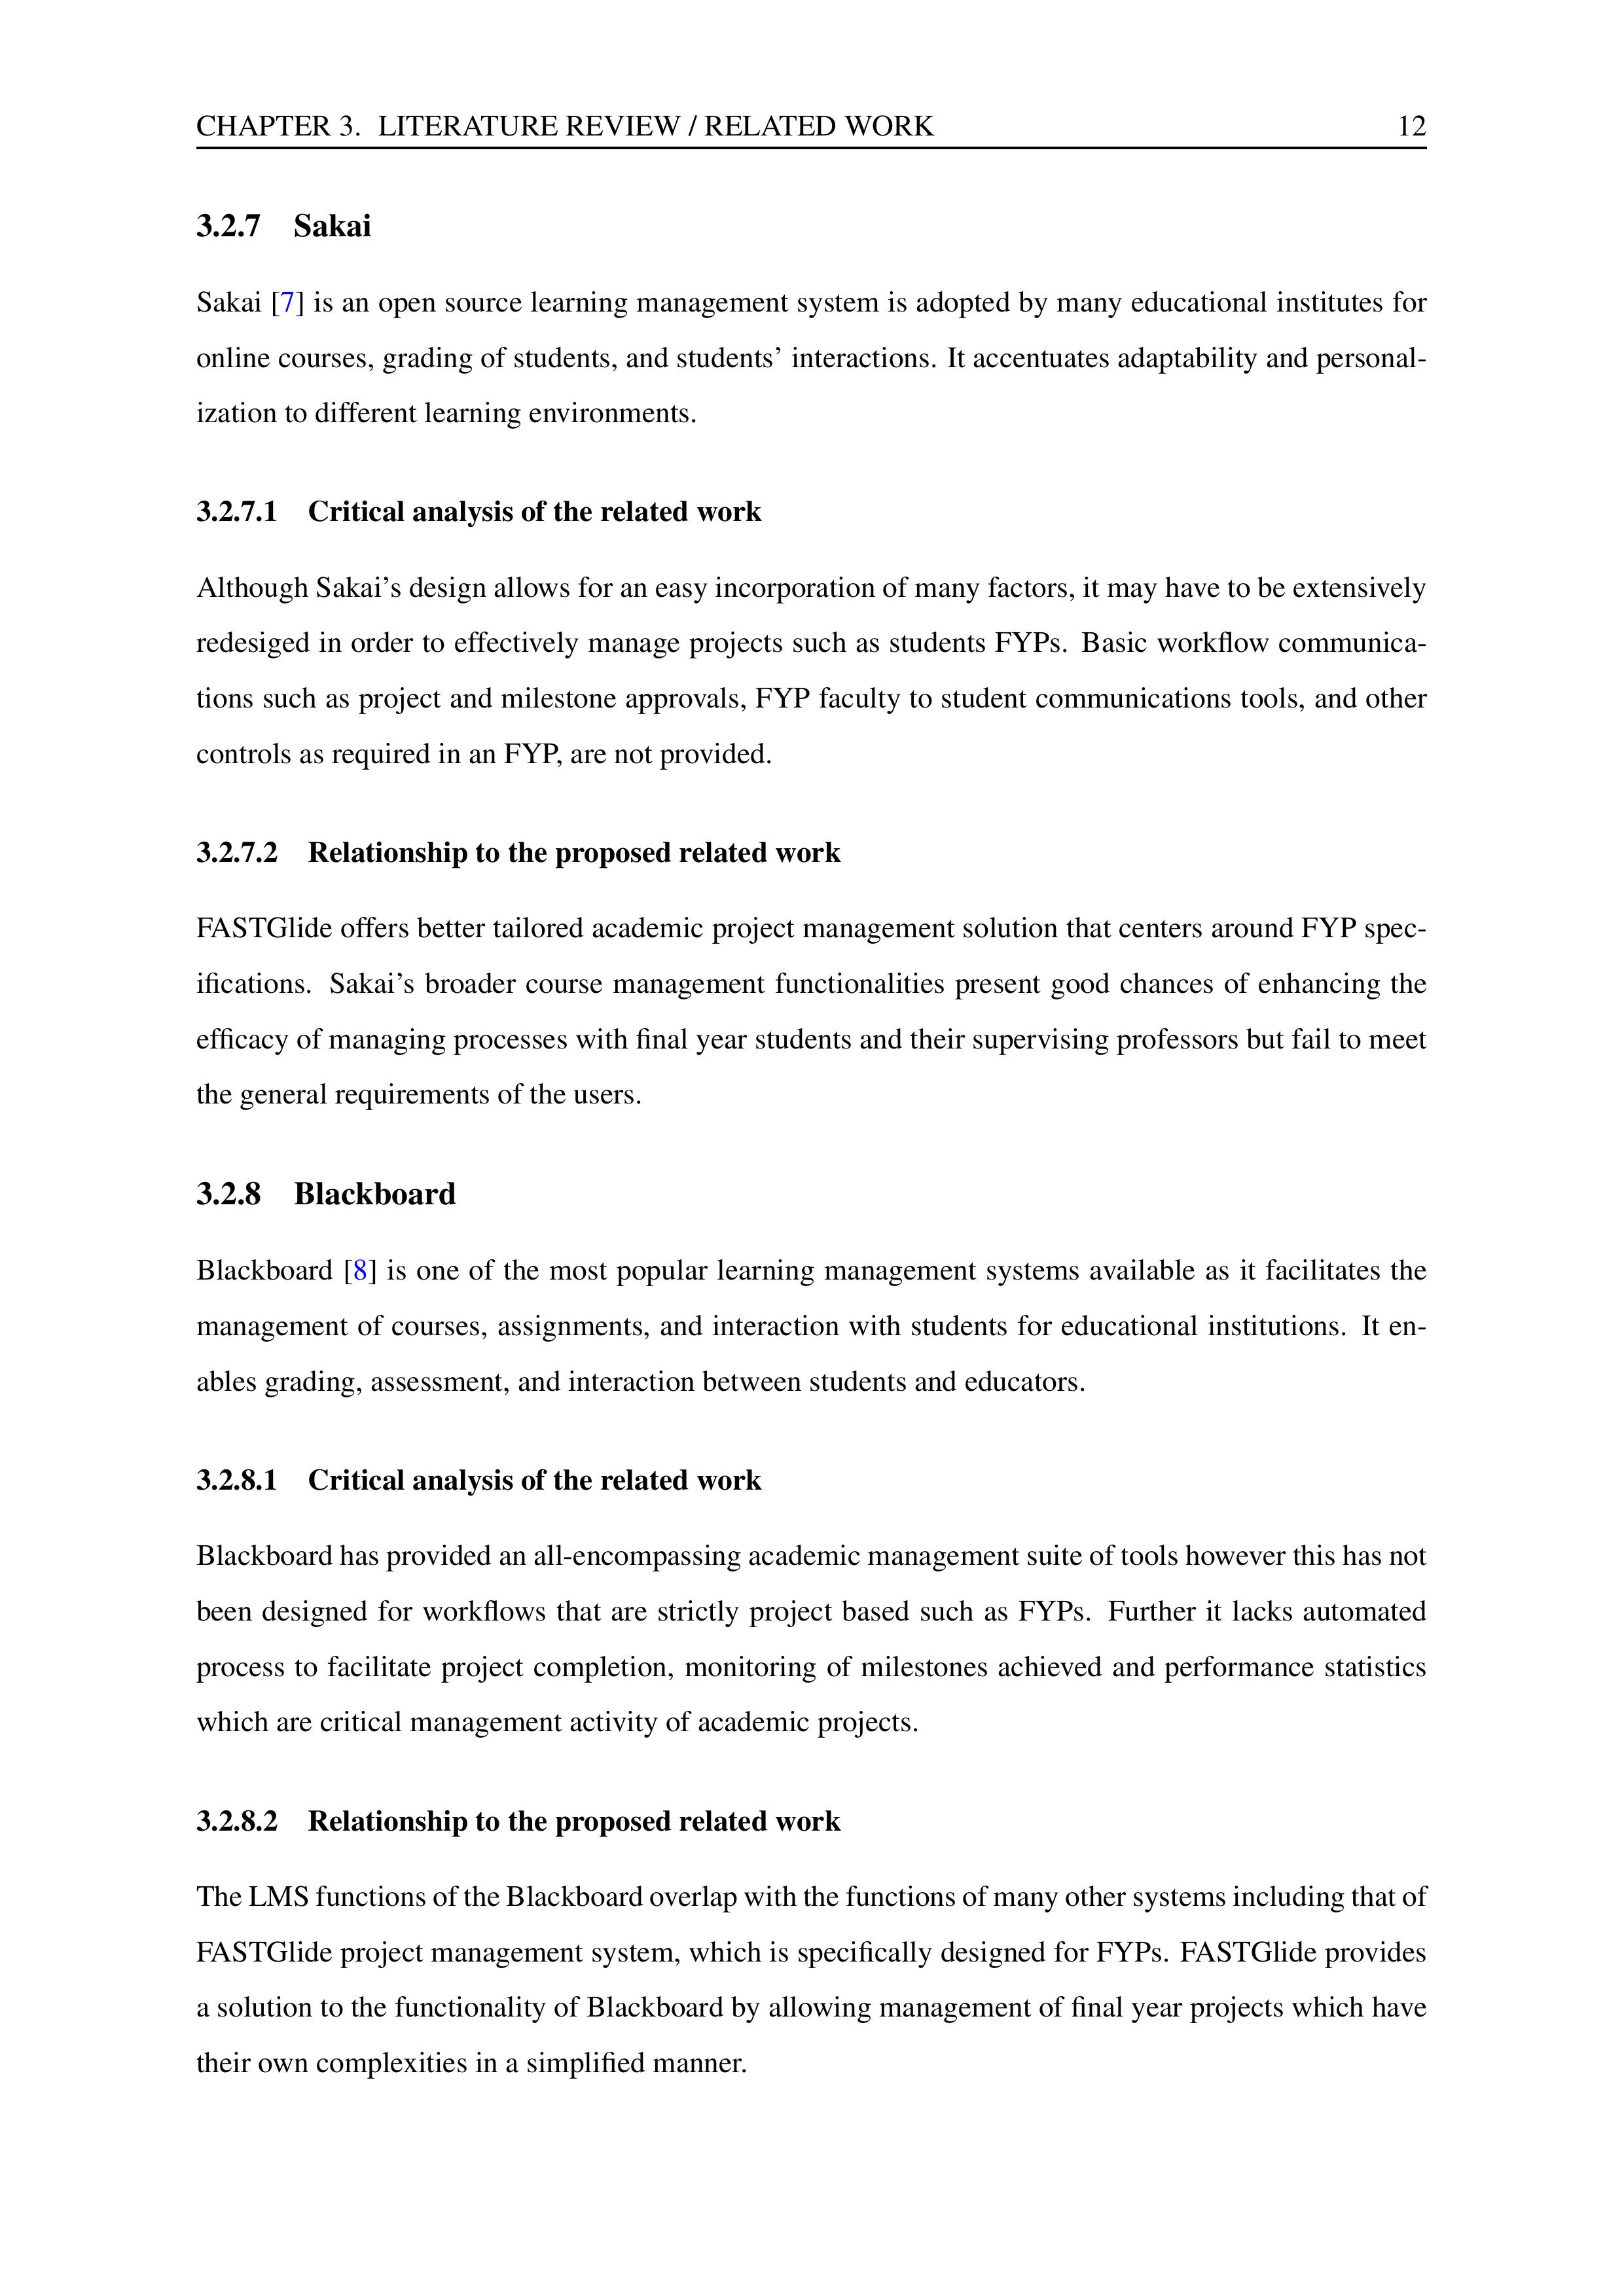 CHAPTER 3. LITERATURE REVIEW / RELATED WORK 12
3.2.7 Sakai
Sakai [7] is an open source learning management system is adopted by many educational institutes for
online courses, grading of students, and students’ interactions. It accentuates adaptability and personal-
ization to different learning environments.
3.2.7.1 Critical analysis of the related work
Although Sakai’s design allows for an easy incorporation of many factors, it may have to be extensively
redesiged in order to effectively manage projects such as students FYPs. Basic workflow communica-
tions such as project and milestone approvals, FYP faculty to student communications tools, and other
controls as required in an FYP, are not provided.
3.2.7.2 Relationship to the proposed related work
FASTGlide offers better tailored academic project management solution that centers around FYP spec-
ifications. Sakai’s broader course management functionalities present good chances of enhancing the
efficacy of managing processes with final year students and their supervising professors but fail to meet
the general requirements of the users.
3.2.8 Blackboard
Blackboard [8] is one of the most popular learning management systems available as it facilitates the
management of courses, assignments, and interaction with students for educational institutions. It en-
ables grading, assessment, and interaction between students and educators.
3.2.8.1 Critical analysis of the related work
Blackboard has provided an all-encompassing academic management suite of tools however this has not
been designed for workflows that are strictly project based such as FYPs. Further it lacks automated
process to facilitate project completion, monitoring of milestones achieved and performance statistics
which are critical management activity of academic projects.
3.2.8.2 Relationship to the proposed related work
The LMS functions of the Blackboard overlap with the functions of many other systems including that of
FASTGlide project management system, which is specifically designed for FYPs. FASTGlide provides
a solution to the functionality of Blackboard by allowing management of final year projects which have
their own complexities in a simplified manner.